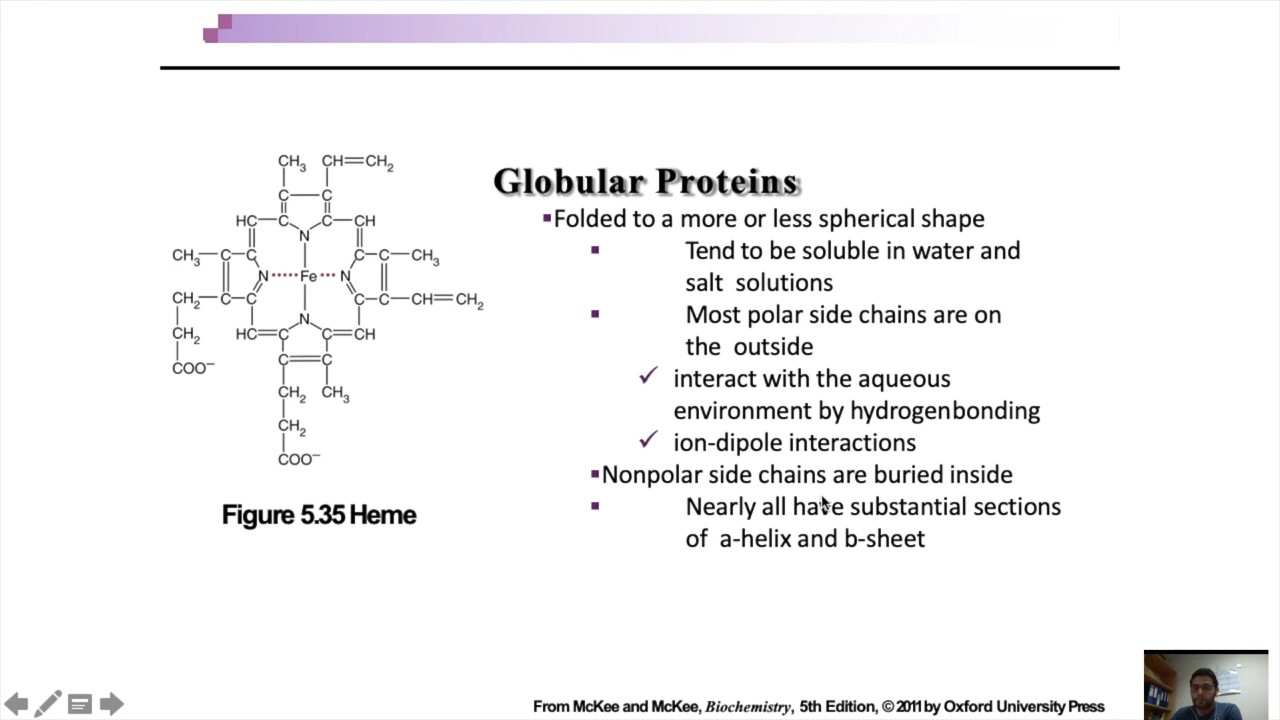 CH3 CH=CH2
C C
HC C C CH
N
CH3 C C C C CH3
N Fe N
CH2 C C C C CH=CH2
N
CH2 HC C C CH
COO− C C
CH2 CH3
CH2
COO−
Figure 5.35 Heme
Globular Proteins
▪Folded to a more or less spherical shape
▪ Tend to be soluble in water and
salt solutions
▪ Most polar side chains are on
the outside
✓ interact with the aqueous
environment by hydrogenbonding
✓ ion-dipole interactions
▪Nonpolar side chains are buried inside
▪ Nearly all have substantial sections
of a-helix and b-sheet
From McKee and McKee, Biochemistry, 5th Edition, © 2011 by Oxford University Press